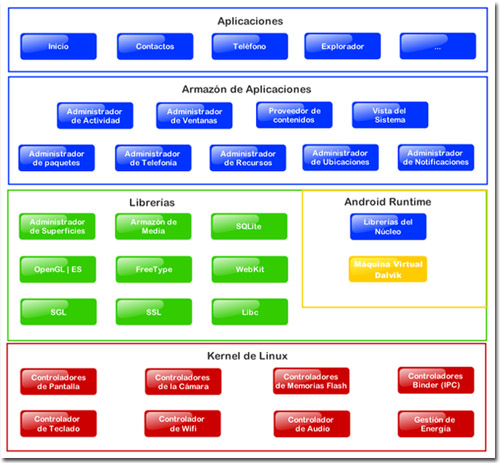 Aplicaciones
Inicio
Contactos
Teléfono
Explorador
...
Armazón de Aplicaciones
Administrador
de Actividad
Administrador
de Ventanas
Proveedor de
contenidos
Vista del
Sistema
Administrador
de paquetes
Administrador
de Telefonía
Administrador
de Recursos
Administrador
de Ubicaciones
Administrador
de Notificaciones
Librerías
Administrador
de Superficies
Armazón de
Media
SQLite
OpenGL | ES
FreeType
WebKit
SGL
SSL
Libc
Android Runtime
Librerías del
Núcleo
Máquina Virtual
Dalvik
Kernel de Linux
Controladores
de Pantalla
Controladores
de la Cámara
Controladores
de Memorias Flash
Controladores
Binder (IPC)
Controlador
de Teclado
Controlador
de Wifi
Controlador
de Audio
Gestión de
Energía